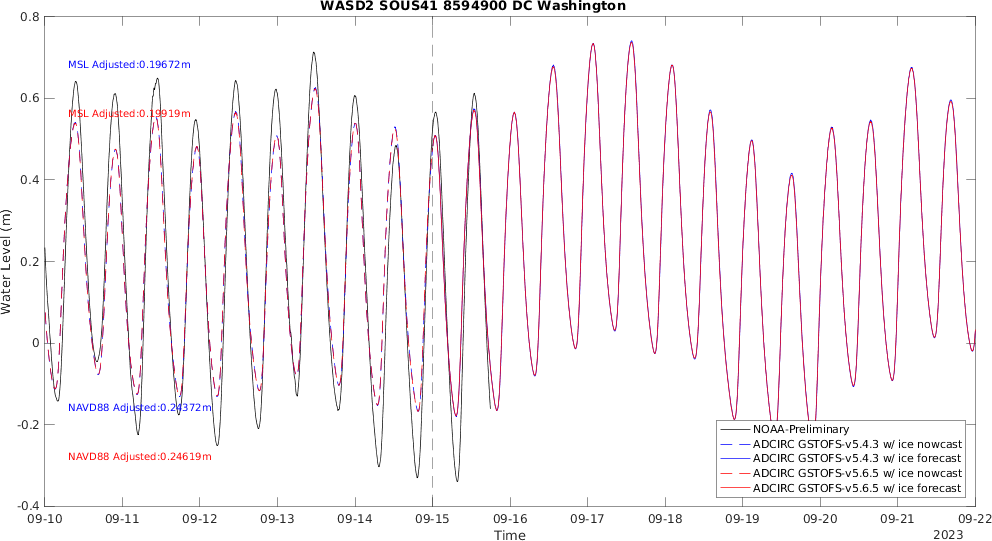 WASD2 SOUS41 8594900 DC Washington
0.8
MSL Adjusted:0.19672m
0.6
MSL Adjusted:0.19919m
0.4
Water Level (m)
0.2
0
NAVD88 Adjusted:0.24372m
-0.2
NAVD88 Adjusted:0.24619m
-0.4
NOAA-Preliminary
ADCIRC GSTOFS-v5.4.3 w/ ice nowcast
ADCIRC GSTOFS-v5.4.3 w/ ice forecast
ADCIRC GSTOFS-v5.6.5 w/ ice nowcast
ADCIRC GSTOFS-v5.6.5 w/ ice forecast
09-10 09-11 09-12 09-13 09-14 09-15 09-16 09-17 09-18 09-19 09-20 09-21 09-22
Time
2023